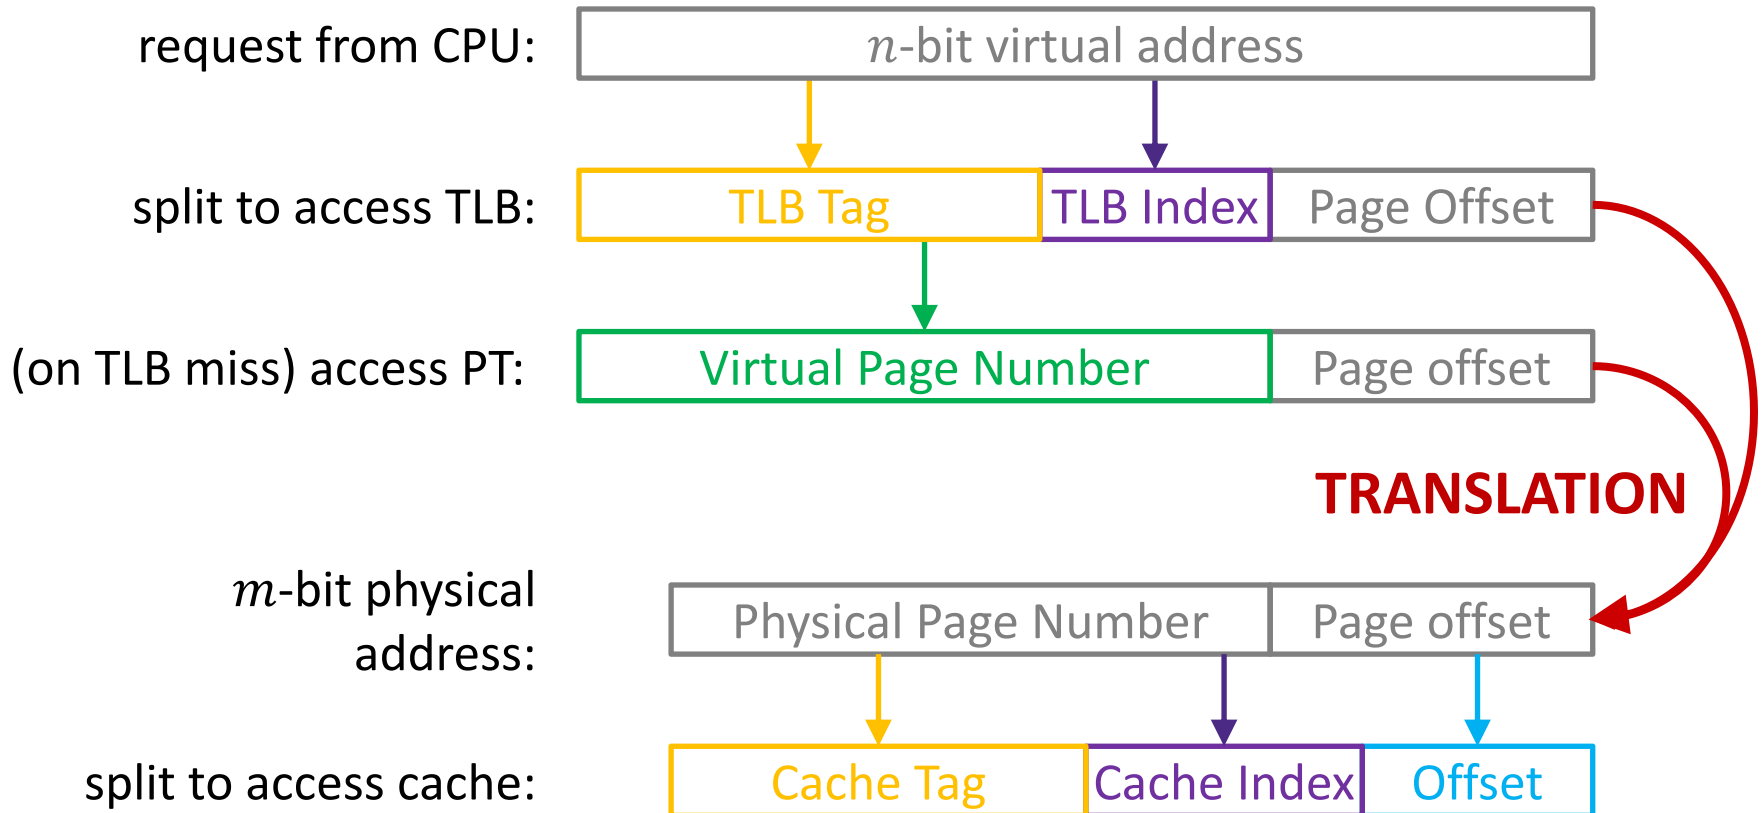 request from CPU: n-bit virtual address
split to access TLB: TLB Tag TLB Index Page Offset
(on TLB miss) access PT: Virtual Page Number Page offset
TRANSLATION
m-bit physical
address: Physical Page Number Page offset
split to access cache: Cache Tag Cache Index Offset